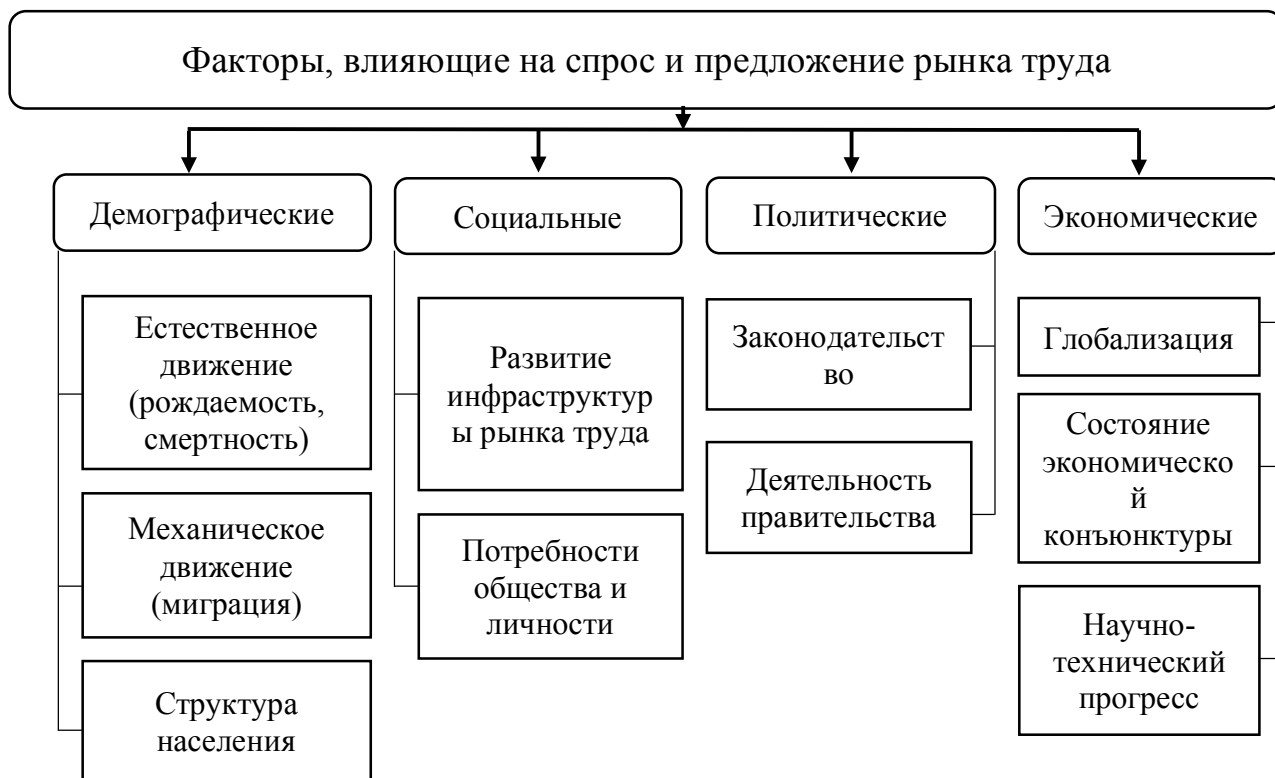 Факторы, влияющие на спрос и предложение рынка труда
Демографические
Естественное
движение
(рождаемость,
смертность)
Механическое
движение
(миграция)
Структура
населения
Социальные
Развитие
инфраструктур
ы рынка труда
Потребности
общества и
личности
Политические
Законодательст
во
Деятельность
правительства
Экономические
Глобализация
Состояние
экономическо
й
конъюнктуры
Научно-
технический
прогресс